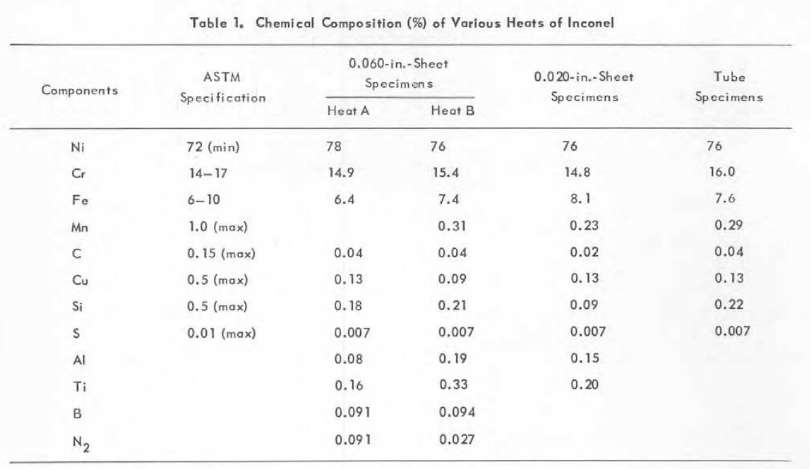 Table 1. Chemical Composition (%) of Various Heats of Inconel
Components ASTM Specification 0.060-in.-Sheet Specimens 0.020-in.-Sheet Specimens Tube Specimens
Heat A Heat B
Ni 72 (min) 78 76 76 76
Cr 14–17 14.9 15.4 14.8 16.0
Fe 6–10 6.4 7.4 8.1 7.6
Mn 1.0 (max) 0.31 0.23 0.29
C 0.15 (max) 0.04 0.04 0.02 0.04
Cu 0.5 (max) 0.13 0.09 0.13 0.13
Si 0.5 (max) 0.18 0.21 0.09 0.22
S 0.01 (max) 0.007 0.007 0.007 0.007
Al 0.08 0.19 0.15
Ti 0.16 0.33 0.20
B 0.091 0.094
N2 0.091 0.027